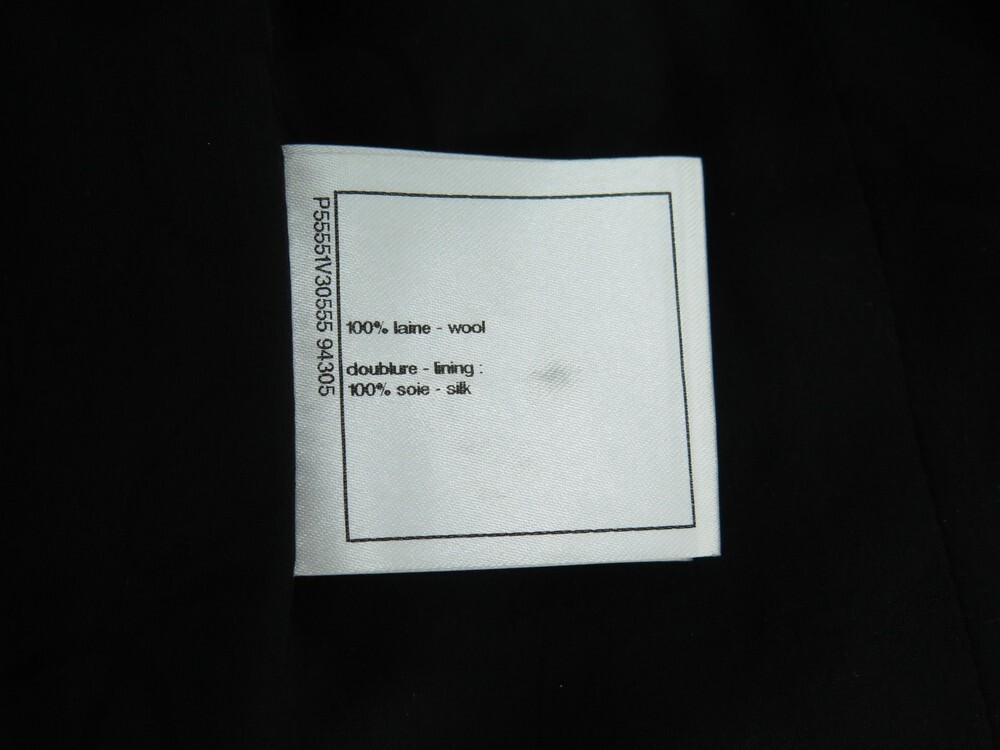 P55551V30555 94305
100% laine - wool
doublure - lining :
100% soie - silk